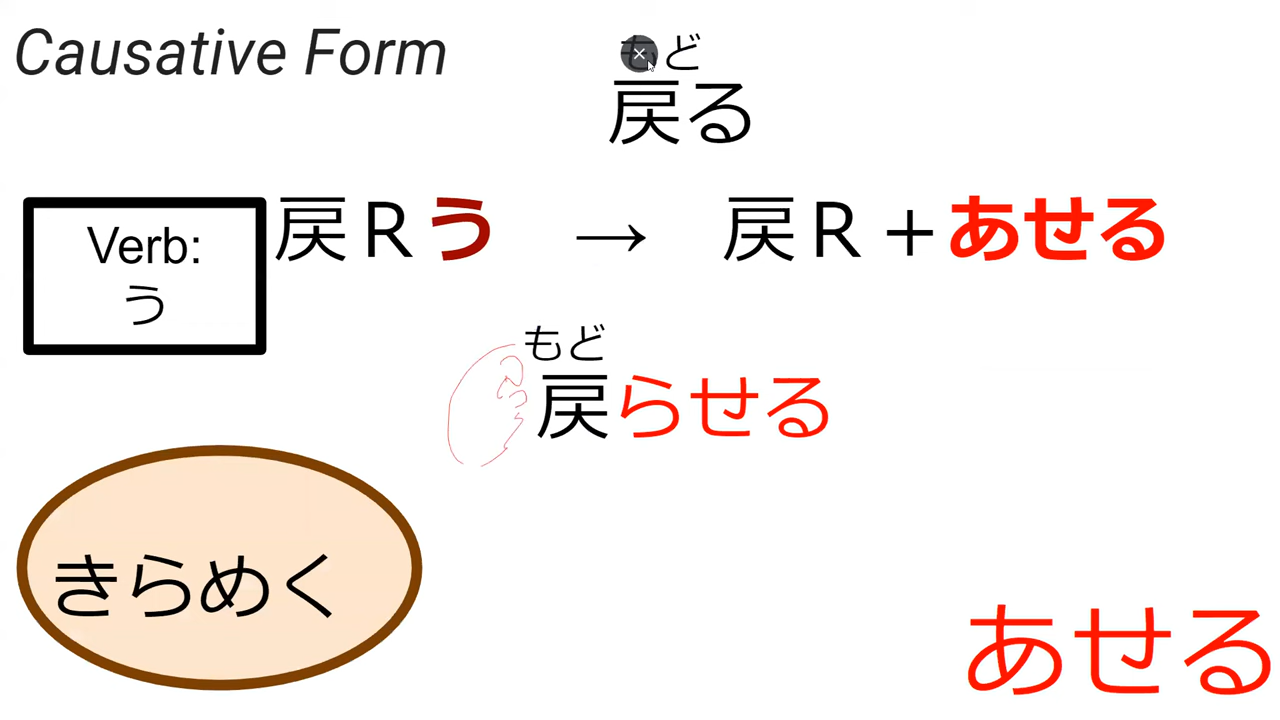 Causative Form
もど
戻る
Verb:
う
戻Rう → 戻R+あせる
もど
戻らせる
きらめく
あせる